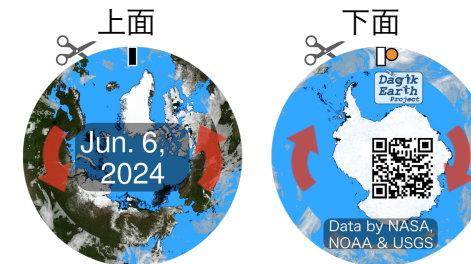 上面
下面
Jun. 6,
2024
Dagik
Earth
Project
Data by NASA,
NOAA & USGS